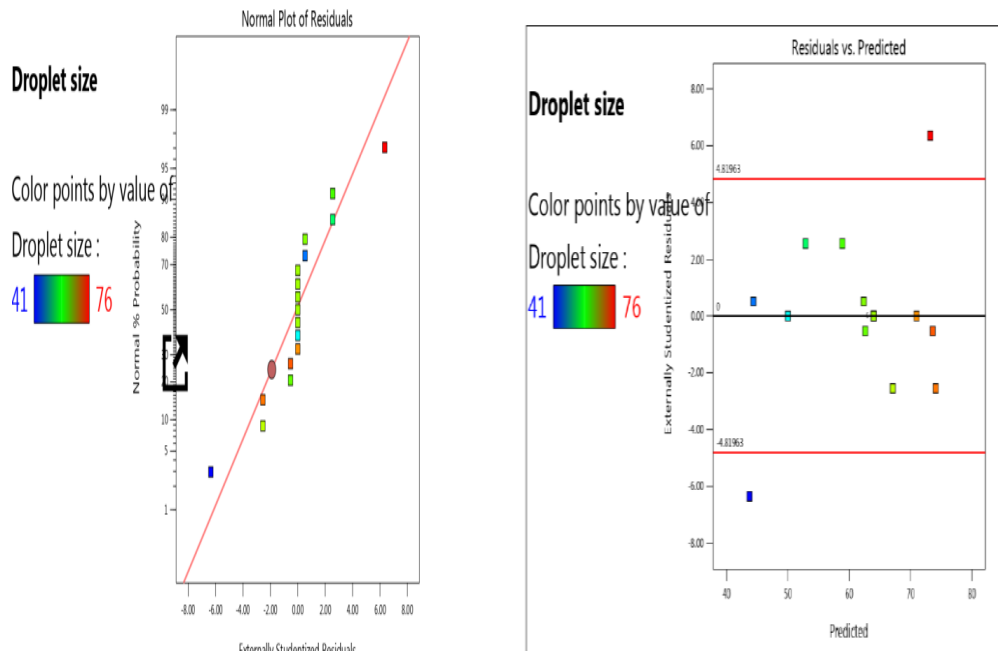 Normal Plot of Residuals
Droplet size
Color points by value of
Droplet size :
41 76
Normal % Probability
99
95
80
70
50
10
5
1
-8.00 -6.00 -4.00 -2.00 0.00 2.00 4.00 6.00 8.00
Externally Studentized Residuals
Residuals vs. Predicted
Droplet size
Color points by value of
Droplet size :
41 76
Externally Studentized Residuals
8.00
6.00
4.81963
2.00
0
0.00
-2.00
-4.00
-4.81963
-6.00
-8.00
40 50 60 70 80
Predicted